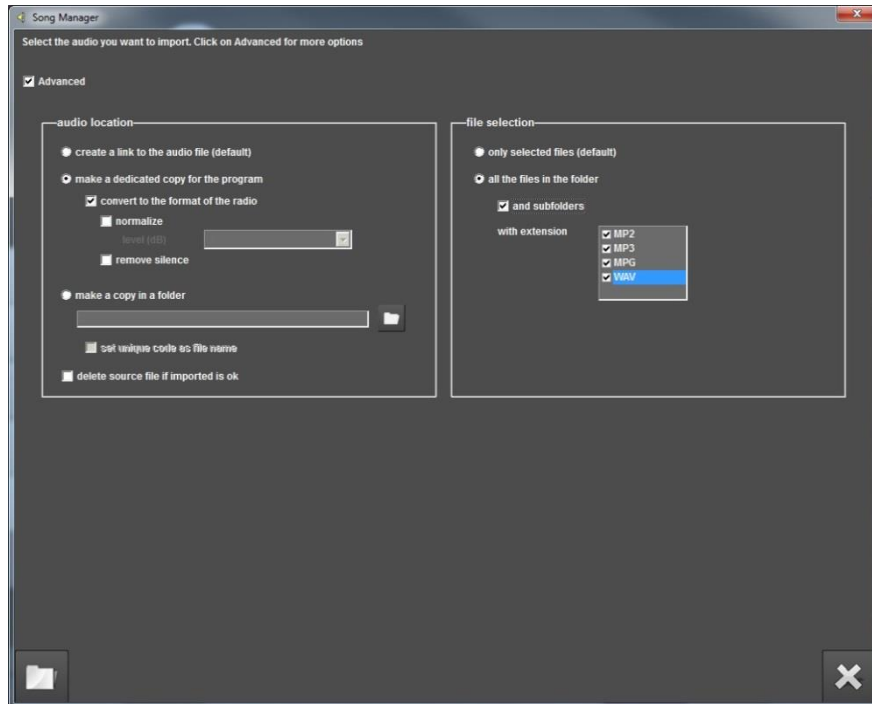 Song Manager
Select the audio you want to import. Click on Advanced for more options
Advanced
audio location
create a link to the audio file (default)
make a dedicated copy for the program
convert to the format of the radio
normalize
level (dB)
remove silence
make a copy in a folder
set unique code as file name
delete source file if imported is ok
file selection
only selected files (default)
all the files in the folder
and subfolders
with extension
MP2
MP3
MPG
WAV